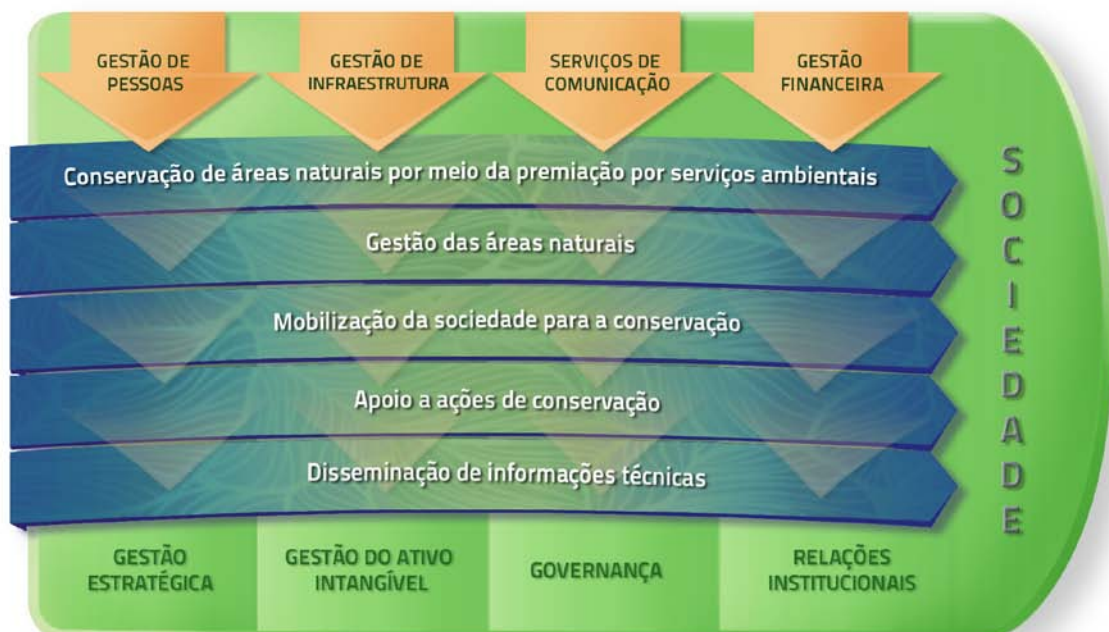 GESTÃO DE
PESSOAS
GESTÃO DE
INFRAESTRUTURA
SERVIÇOS DE
COMUNICAÇÃO
GESTÃO
FINANCEIRA
Conservação de áreas naturais por meio da premiação por serviços ambientais
Gestão das áreas naturais
Mobilização da sociedade para a conservação
Apoio a ações de conservação
Disseminação de informações técnicas
SOCIEDADE
GESTÃO
ESTRATÉGICA
GESTÃO DO ATIVO
INTANGÍVEL
GOVERNANÇA
RELAÇÕES
INSTITUCIONAIS